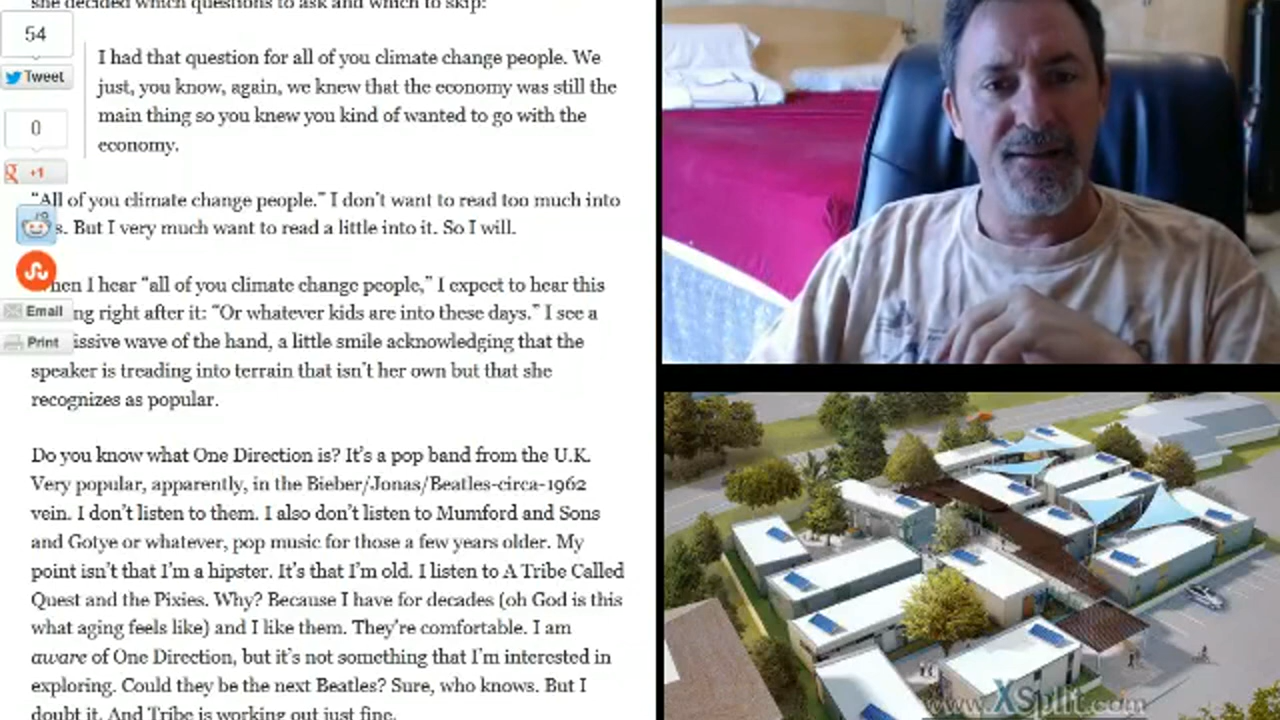 she decided which questions to ask and which to skip:
54
Tweet
0
+1
Email
Print
I had that question for all of you climate change people. We
just, you know, again, we knew that the economy was still the
main thing so you knew you kind of wanted to go with the
economy.
“All of you climate change people.” I don’t want to read too much into
s. But I very much want to read a little into it. So I will.
hen I hear “all of you climate change people,” I expect to hear this
ng right after it: “Or whatever kids are into these days.” I see a
issive wave of the hand, a little smile acknowledging that the
speaker is treading into terrain that isn’t her own but that she
recognizes as popular.
Do you know what One Direction is? It’s a pop band from the U.K.
Very popular, apparently, in the Bieber/Jonas/Beatles-circa-1962
vein. I don’t listen to them. I also don’t listen to Mumford and Sons
and Gotye or whatever, pop music for those a few years older. My
point isn’t that I’m a hipster. It’s that I’m old. I listen to A Tribe Called
Quest and the Pixies. Why? Because I have for decades (oh God is this
what aging feels like) and I like them. They’re comfortable. I am
aware of One Direction, but it’s not something that I’m interested in
exploring. Could they be the next Beatles? Sure, who knows. But I
doubt it. And Tribe is working out just fine.
www.XSplit.com